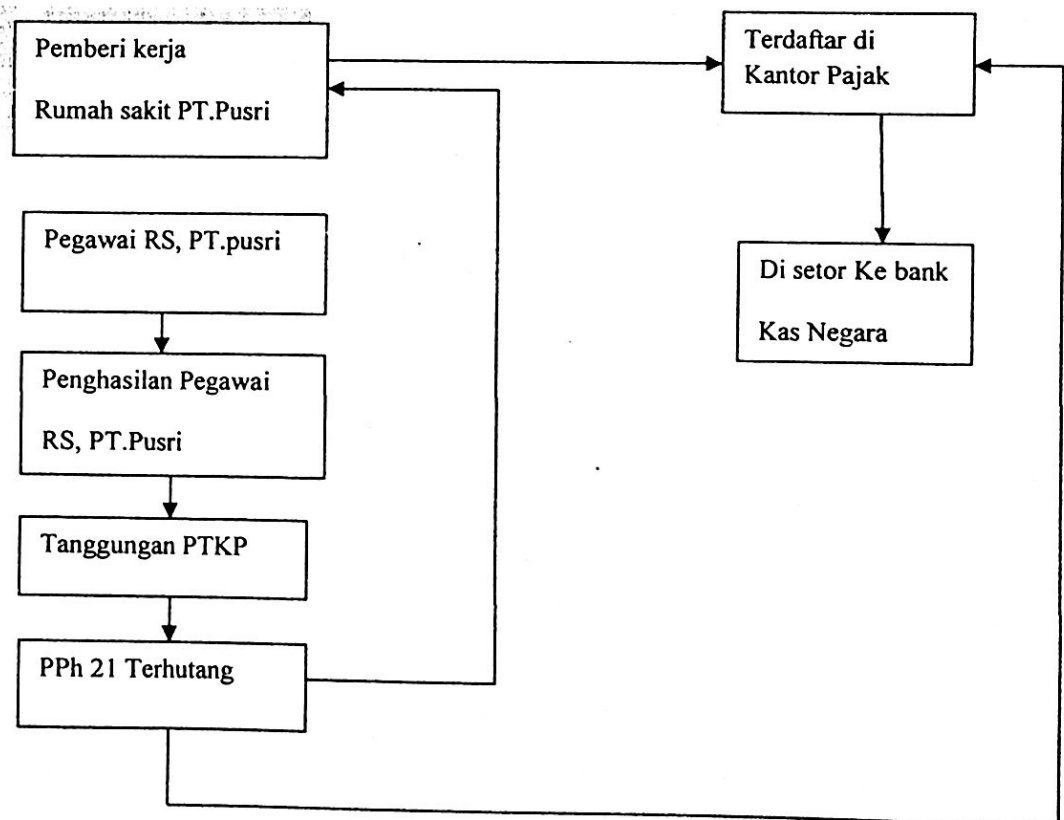 Pemberi kerja
Rumah sakit PT.Pusri
Terdaftar di
Kantor Pajak
Pegawai RS, PT.pusri
Di setor Ke bank
Kas Negara
Penghasilan Pegawai
RS, PT.Pusri
Tanggungan PTKP
PPh 21 Terhutang